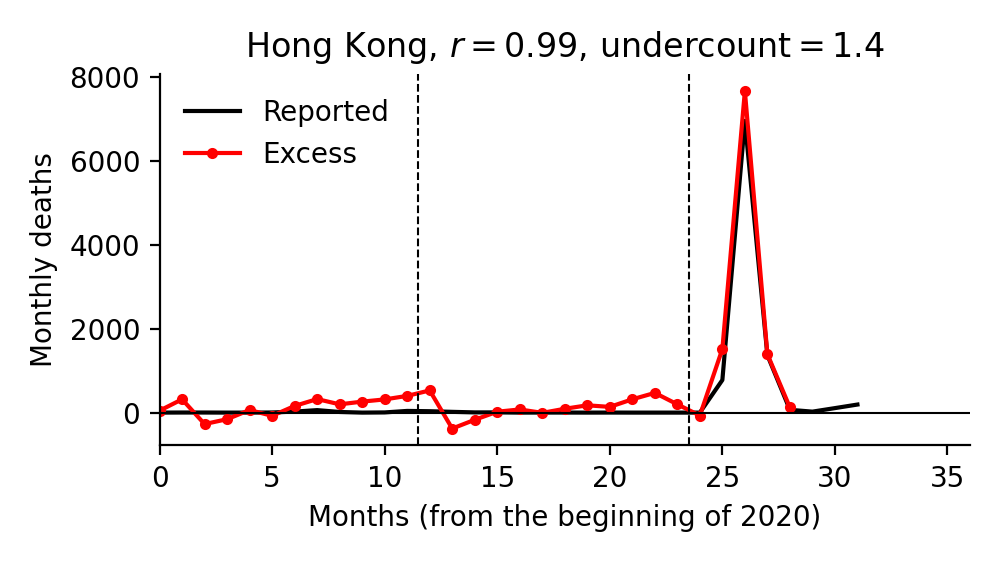 Hong Kong, r = 0.99, undercount = 1.4
8000
6000
4000
2000
0
Monthly deaths
Reported
Excess
0 5 10 15 20 25 30 35
Months (from the beginning of 2020)